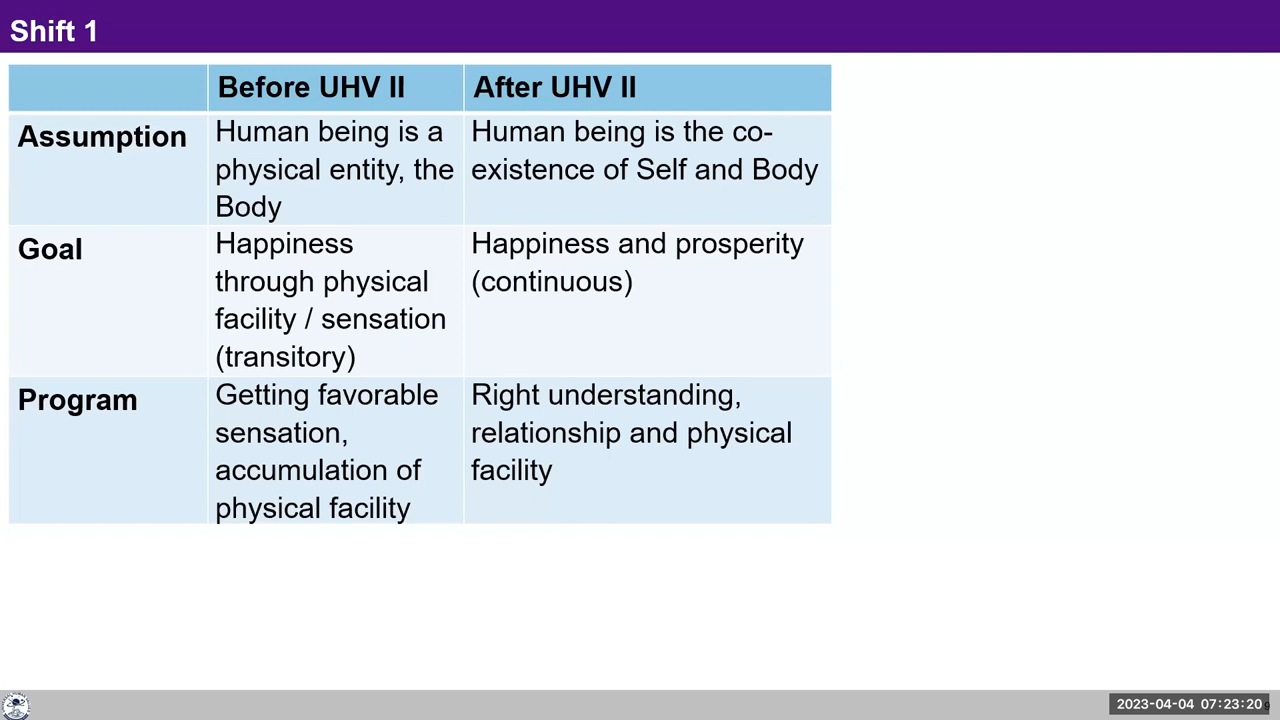 Shift 1
Before UHV II
After UHV II
Assumption
Human being is a
physical entity, the
Body
Human being is the co-
existence of Self and Body
Goal
Happiness
through physical
facility / sensation
(transitory)
Happiness and prosperity
(continuous)
Program
Getting favorable
sensation,
accumulation of
physical facility
Right understanding,
relationship and physical
facility
2023-04-04 07:23:20
9